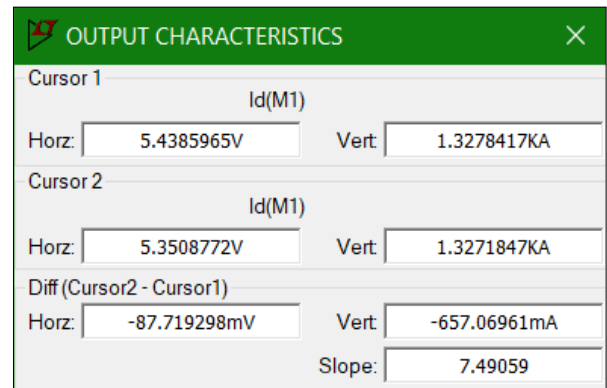 OUTPUT CHARACTERISTICS
Cursor 1
Id(M1)
Horz: 5.4385965V Vert: 1.3278417KA
Cursor 2
Id(M1)
Horz: 5.3508772V Vert: 1.3271847KA
Diff (Cursor2 - Cursor1)
Horz: -87.719298mV Vert: -657.06961mA
Slope: 7.49059